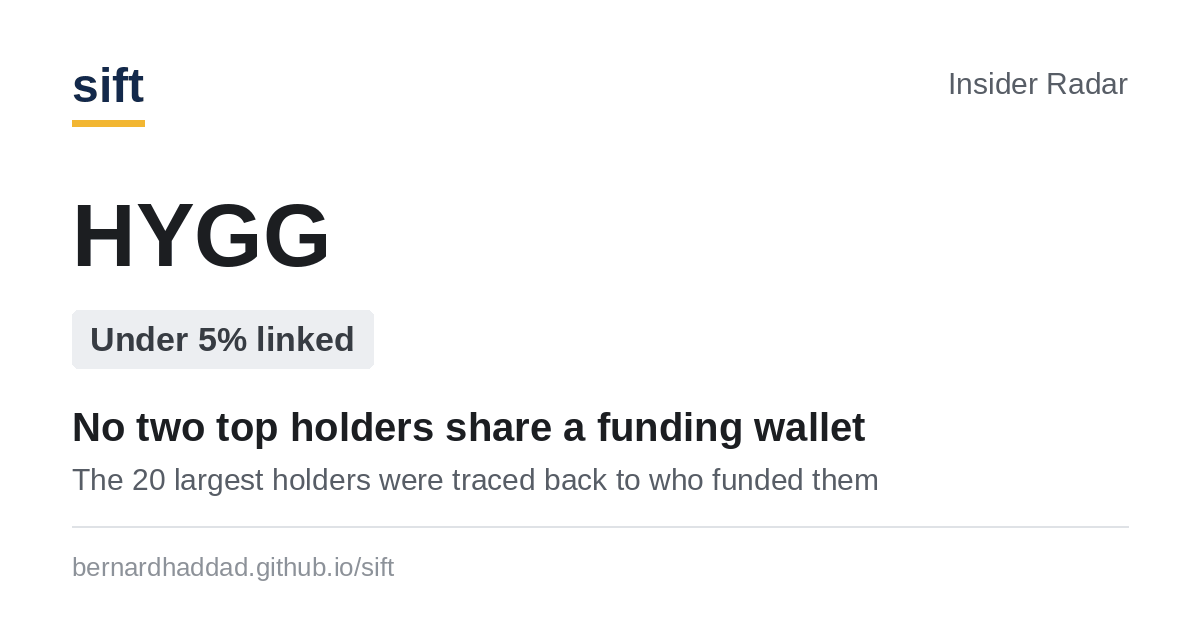 sift
Insider Radar
HYGG
Under 5% linked
No two top holders share a funding wallet
The 20 largest holders were traced back to who funded them
bernardhaddad.github.io/sift